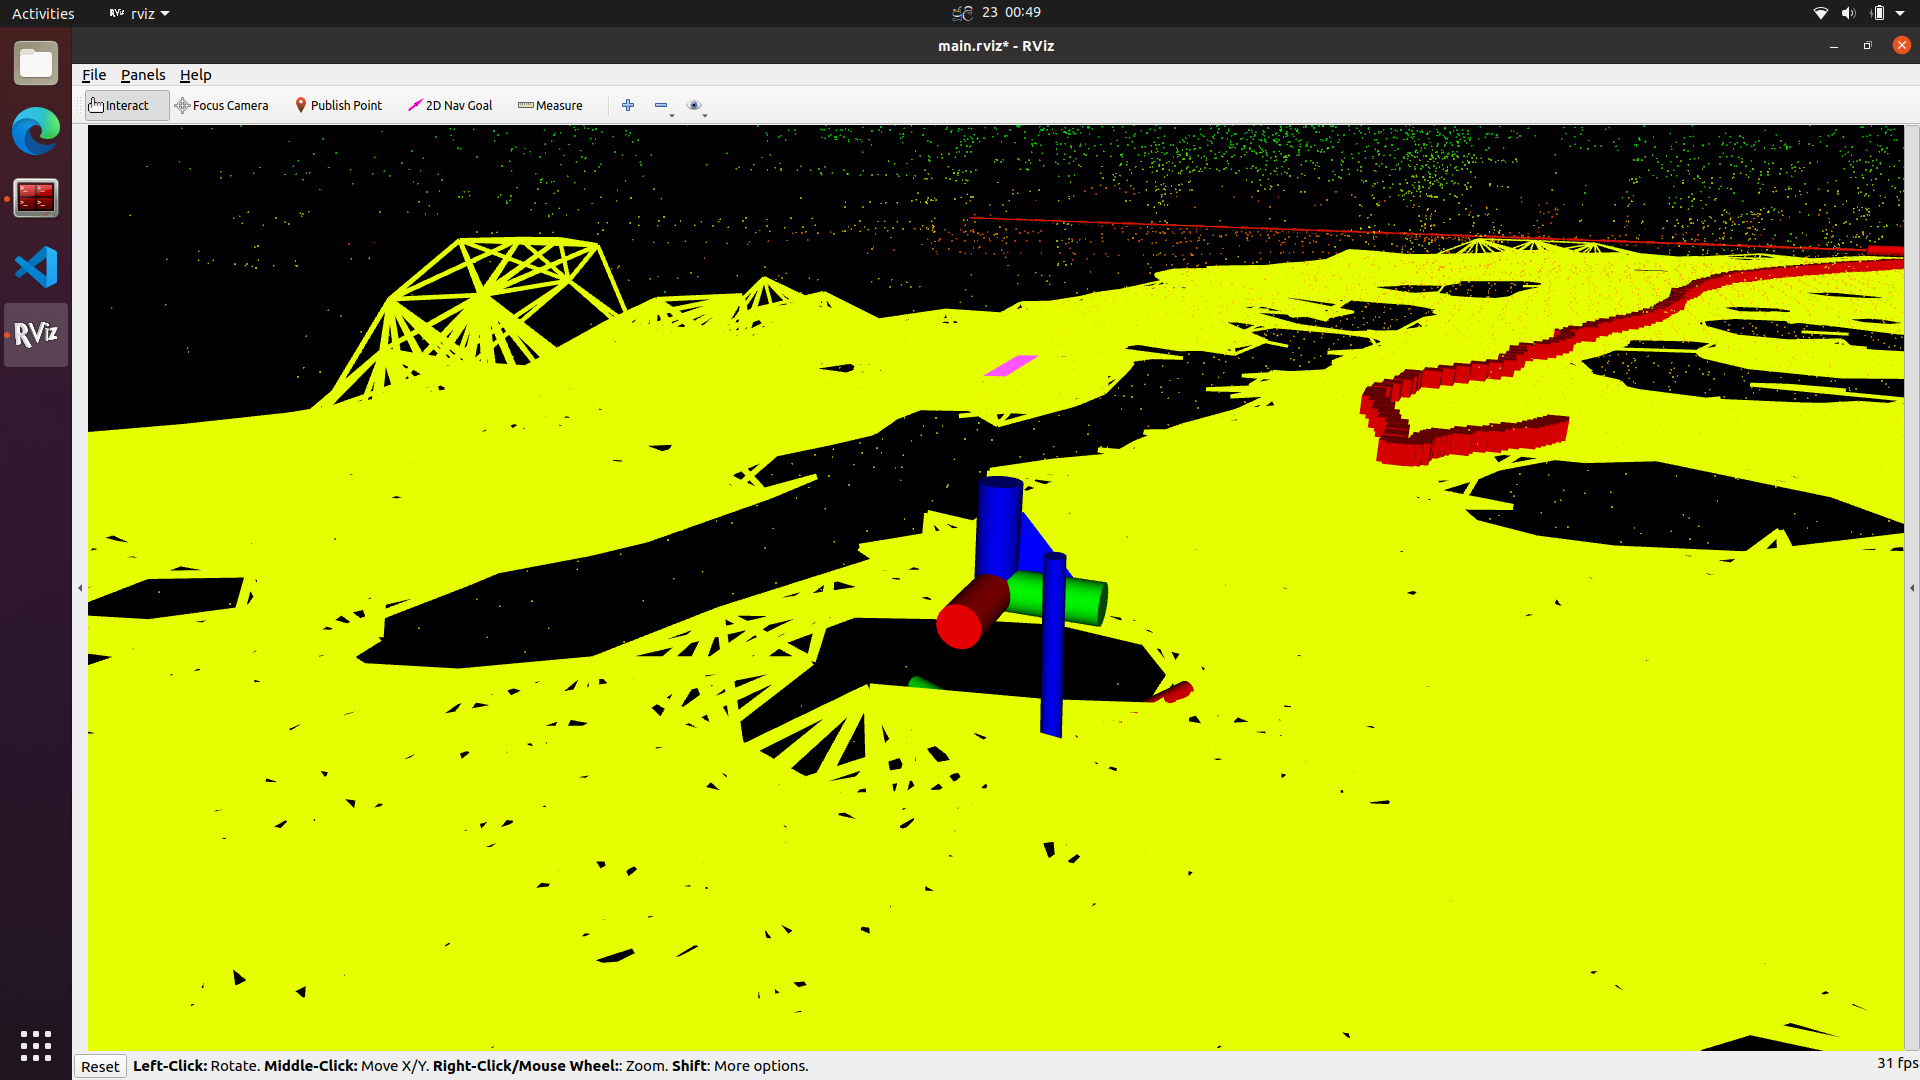 Activities
RViz rviz
ජූලි 23 00:49
main.rviz* - RViz
File Panels Help
Interact Focus Camera Publish Point 2D Nav Goal Measure
RViz
Reset Left-Click: Rotate. Middle-Click: Move X/Y. Right-Click/Mouse Wheel:: Zoom. Shift: More options.
31 fps